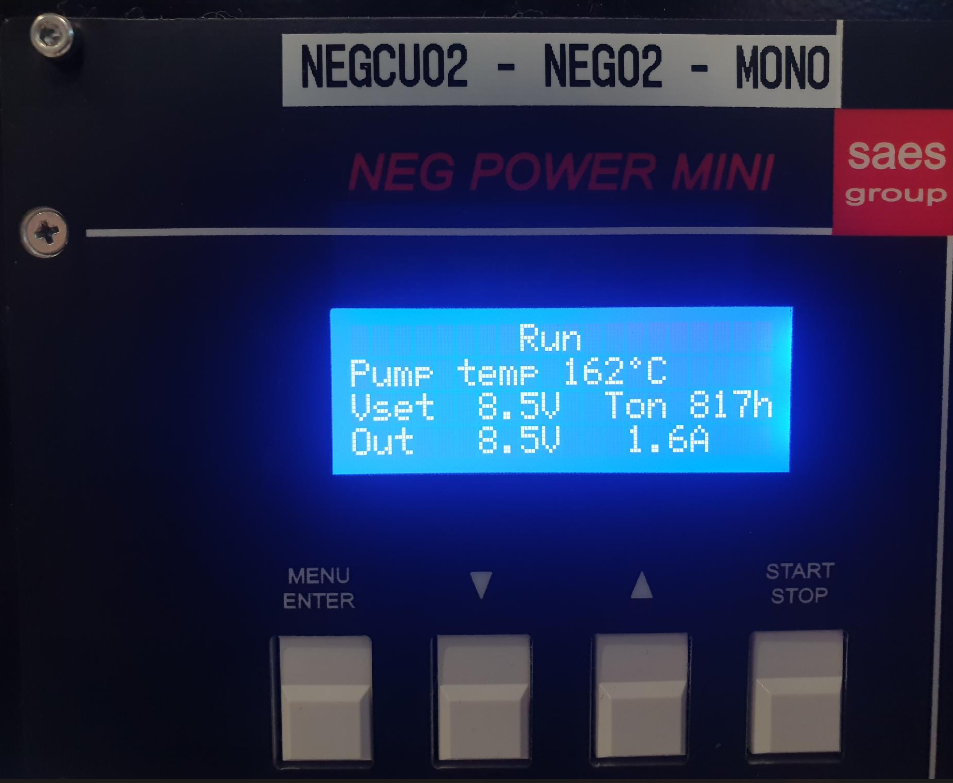 NEGCU02 - NEG02 - MONO
NEG POWER MINI
saes
group
Run
Pump temp 162°C
Vset 8.5V Ton 817h
Out 8.5V 1.6A
MENU
ENTER
▼
▲
START
STOP